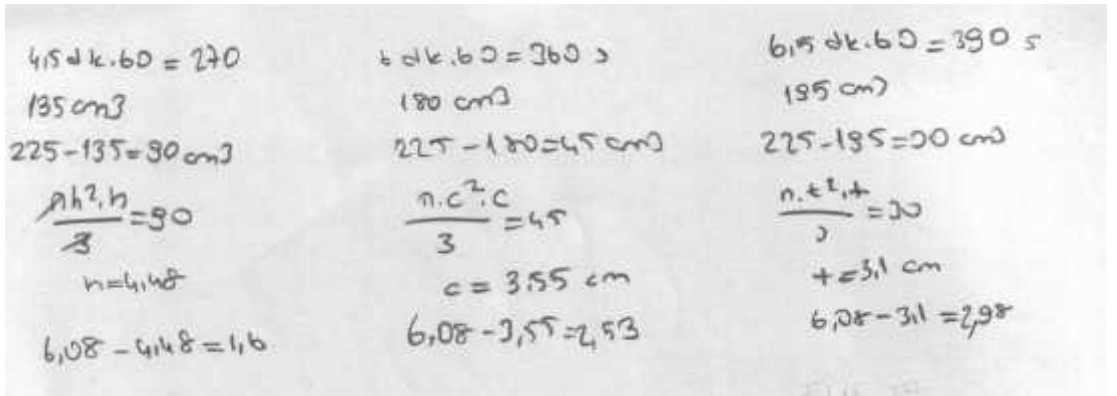 4,5 dk.60 = 270
135 cm3
225-135=90 cm3
πh².h/3=90
h=4,48
6,08-4,48=1,6
6 dk.60=360 s
180 cm3
225-180=45 cm3
π.c².c/3=45
c= 3.55 cm
6,08-3,55=2,53
6,5 dk.60=390 s
195 cm3
225-195=30 cm3
π.t².t/3=30
t=3,1 cm
6,08-3,1=2,98